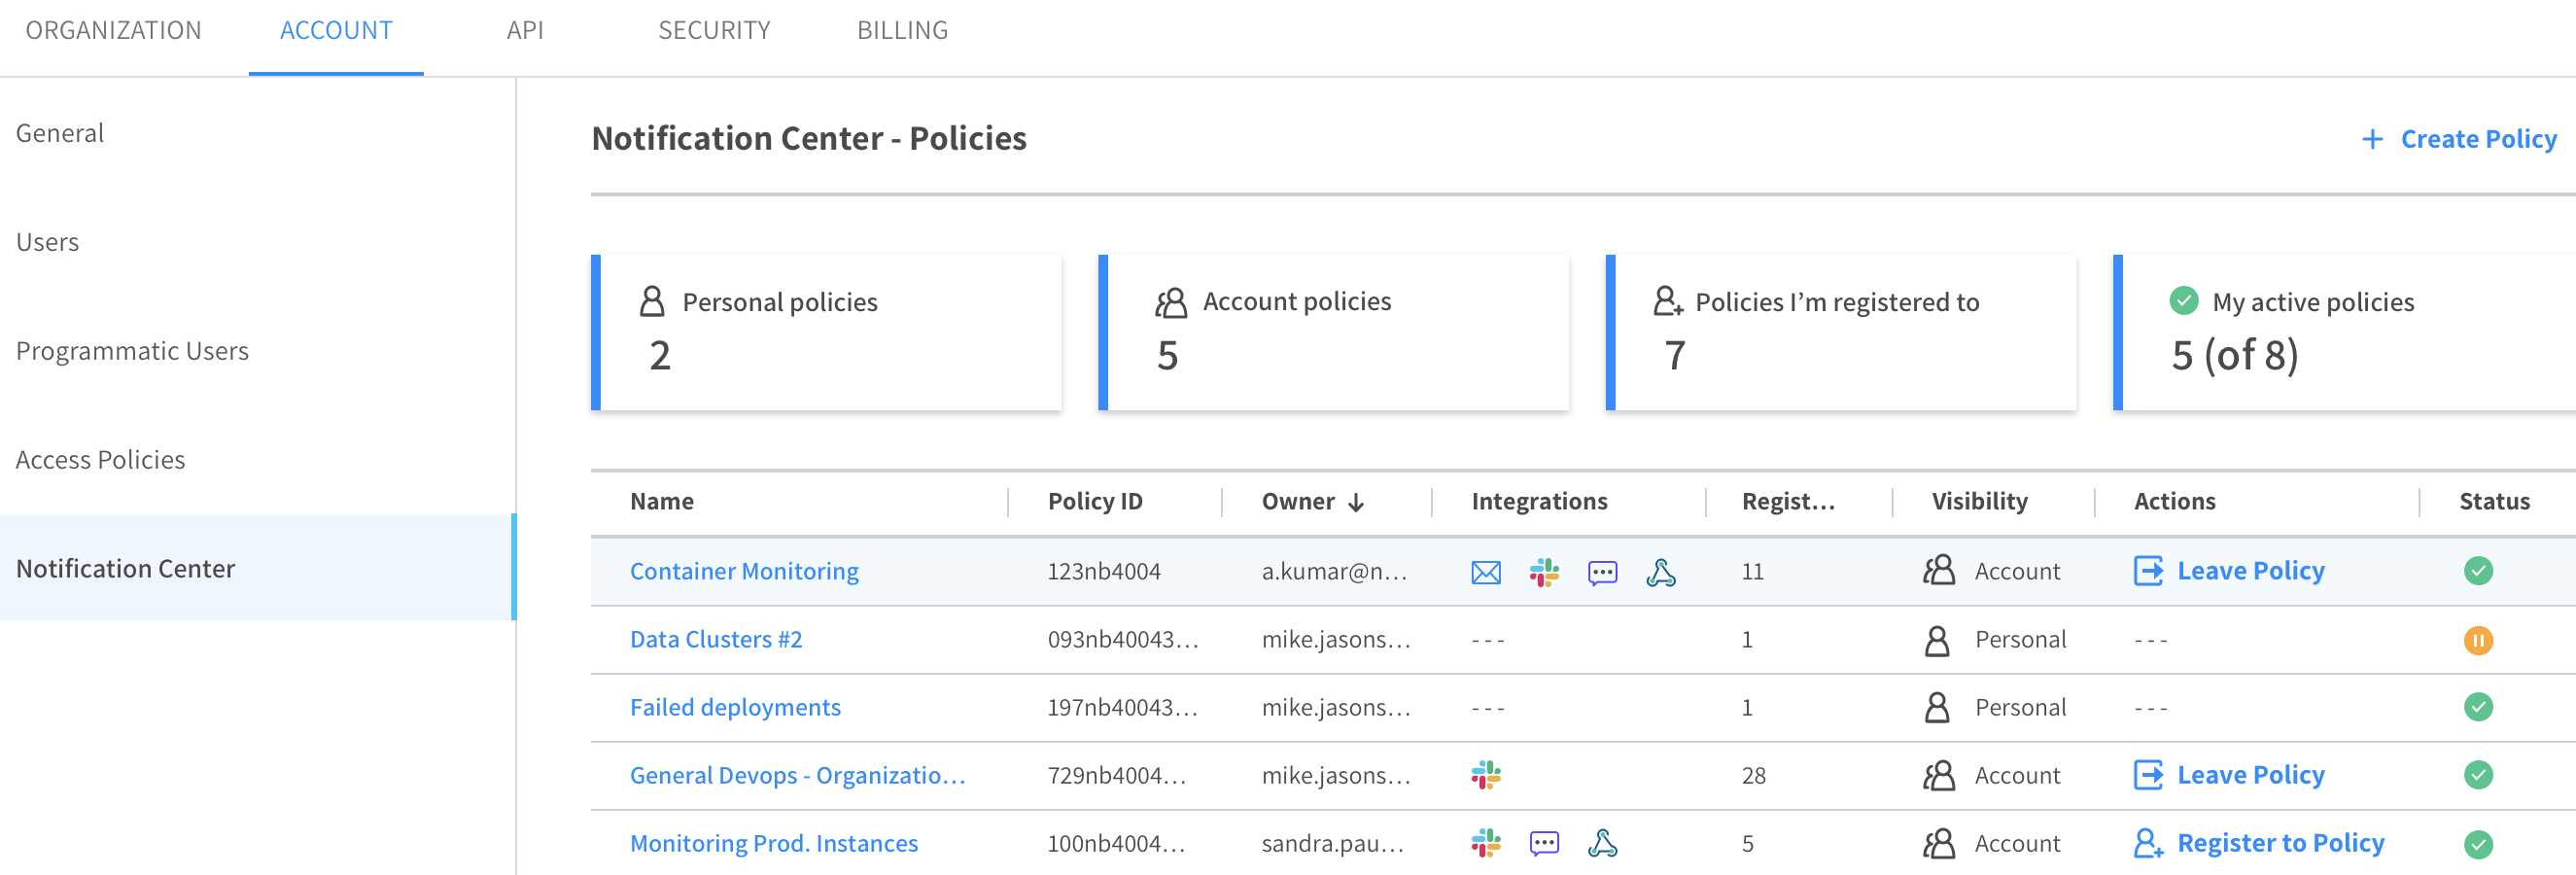 ORGANIZATION ACCOUNT API SECURITY BILLING
General
Users
Programmatic Users
Access Policies
Notification Center
Notification Center - Policies
+ Create Policy
Personal policies
2
Account policies
5
Policies I’m registered to
7
My active policies
5 (of 8)
Name Policy ID Owner ↓ Integrations Regist... Visibility Actions Status
Container Monitoring 123nb4004 a.kumar@n... 11 Account Leave Policy
Data Clusters #2 093nb40043... mike.jasons... --- 1 Personal ---
Failed deployments 197nb40043... mike.jasons... --- 1 Personal ---
General Devops - Organizatio... 729nb4004... mike.jasons... 28 Account Leave Policy
Monitoring Prod. Instances 100nb4004... sandra.pau... 5 Account Register to Policy